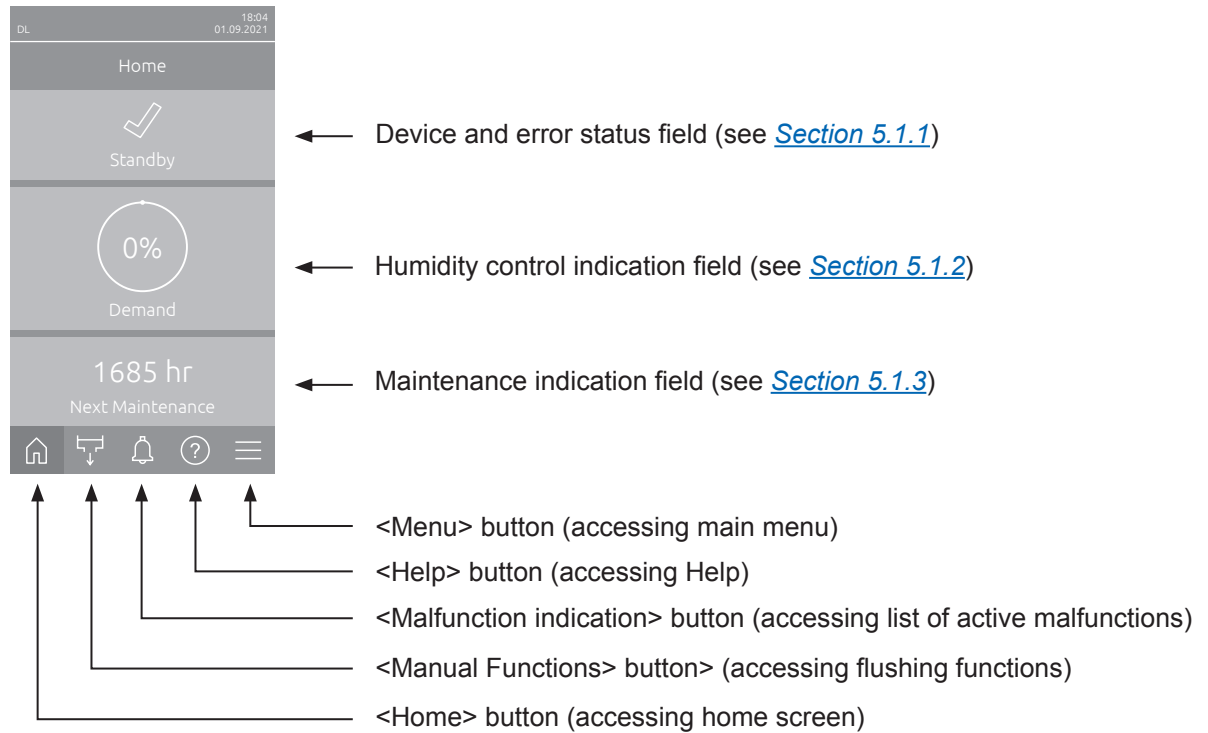 18:04
DL 01.09.2021
Home
Standby
Device and error status field (see Section 5.1.1)
0%
Demand
Humidity control indication field (see Section 5.1.2)
1685 hr
Next Maintenance
Maintenance indication field (see Section 5.1.3)
?
<Menu> button (accessing main menu)
<Help> button (accessing Help)
<Malfunction indication> button (accessing list of active malfunctions)
<Manual Functions> button> (accessing flushing functions)
<Home> button (accessing home screen)